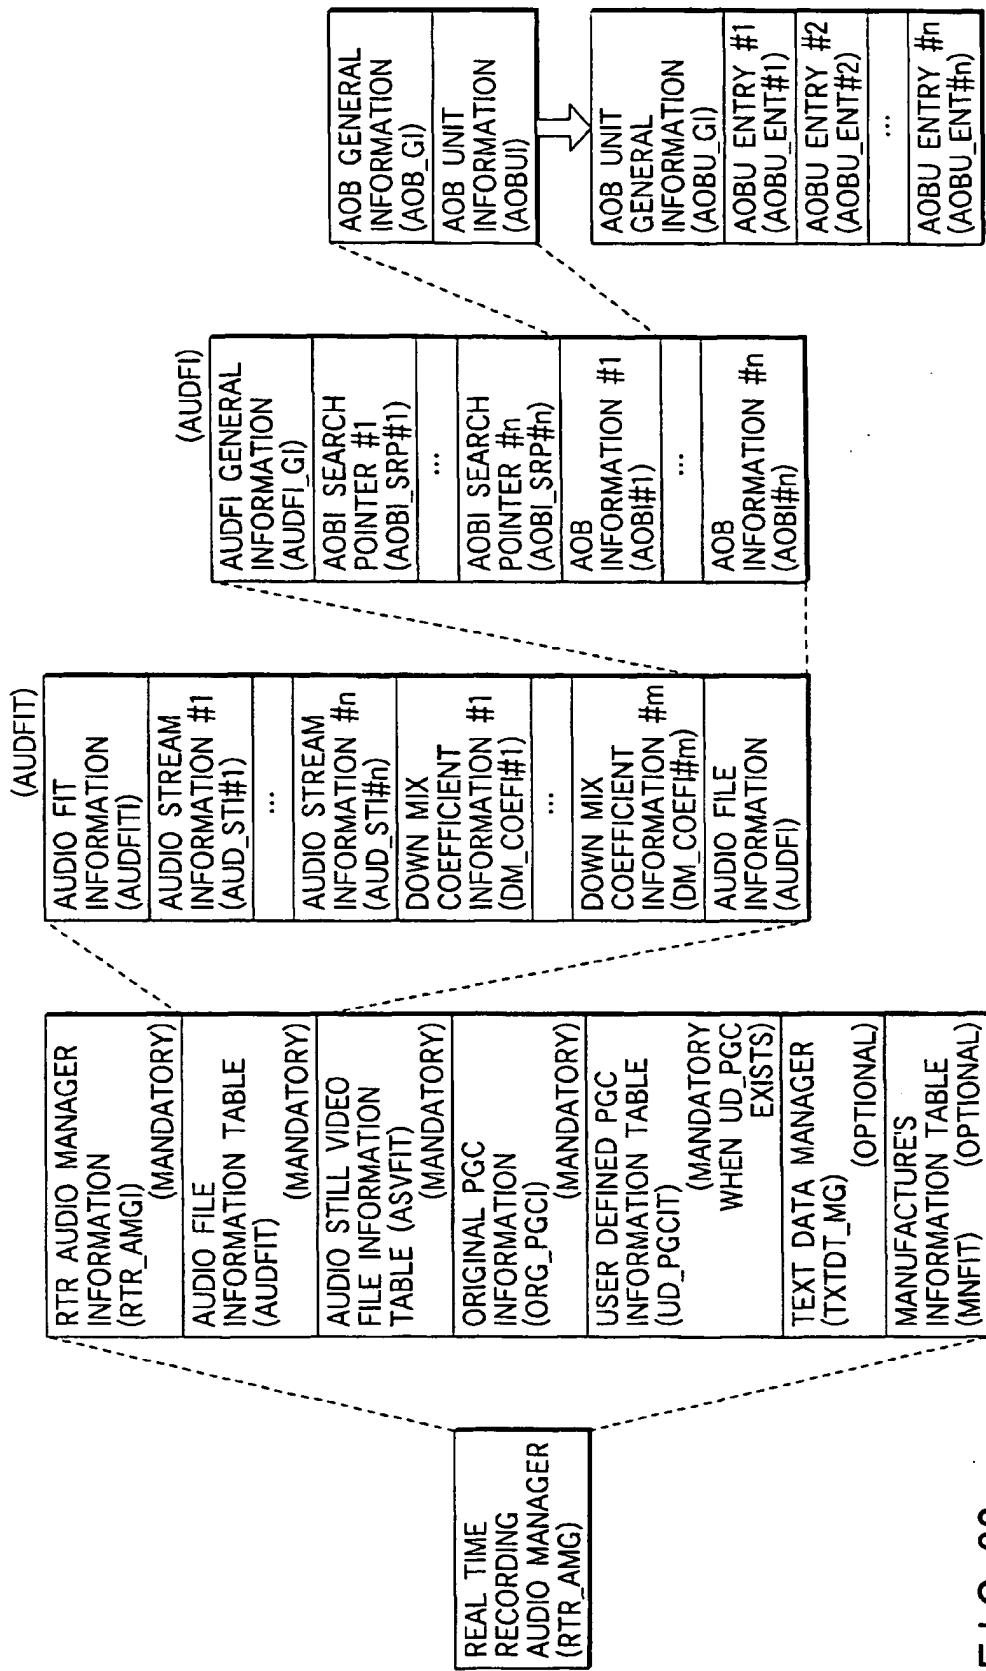 REAL TIME
RECORDING
AUDIO MANAGER
(RTR_AMG)
RTR AUDIO MANAGER
INFORMATION
(RTR_AMGI)
(MANDATORY)
AUDIO FILE
INFORMATION TABLE
(AUDFIT)
(MANDATORY)
AUDIO STILL VIDEO
FILE INFORMATION
TABLE (ASVFIT)
(MANDATORY)
ORIGINAL PGC
INFORMATION
(ORG_PGCI)
(MANDATORY)
USER DEFINED PGC
INFORMATION TABLE
(UD_PGCIT)
(MANDATORY
WHEN UD_PGC
EXISTS)
TEXT DATA MANAGER
(TXTDT_MG)
(OPTIONAL)
MANUFACTURE'S
INFORMATION TABLE
(MNFIT) (OPTIONAL)
(AUDFIT)
AUDIO FIT
INFORMATION
(AUDFITI)
AUDIO STREAM
INFORMATION #1
(AUD_STI#1)
...
AUDIO STREAM
INFORMATION #n
(AUD_STI#n)
DOWN MIX
COEFFICIENT
INFORMATION #1
(DM_COEFI#1)
...
DOWN MIX
COEFFICIENT
INFORMATION #m
(DM_COEFI#m)
AUDIO FILE
INFORMATION
(AUDFI)
(AUDFI)
AUDFI GENERAL
INFORMATION
(AUDFI_GI)
AOBI SEARCH
POINTER #1
(AOBI_SRP#1)
...
AOBI SEARCH
POINTER #n
(AOBI_SRP#n)
AOB
INFORMATION #1
(AOBI#1)
...
AOB
INFORMATION #n
(AOBI#n)
AOB GENERAL
INFORMATION
(AOB_GI)
AOB UNIT
INFORMATION
(AOBUI)
AOB UNIT
GENERAL
INFORMATION
(AOBU_GI)
AOBU ENTRY #1
(AOBU_ENT#1)
AOBU ENTRY #2
(AOBU_ENT#2)
...
AOBU ENTRY #n
(AOBU_ENT#n)